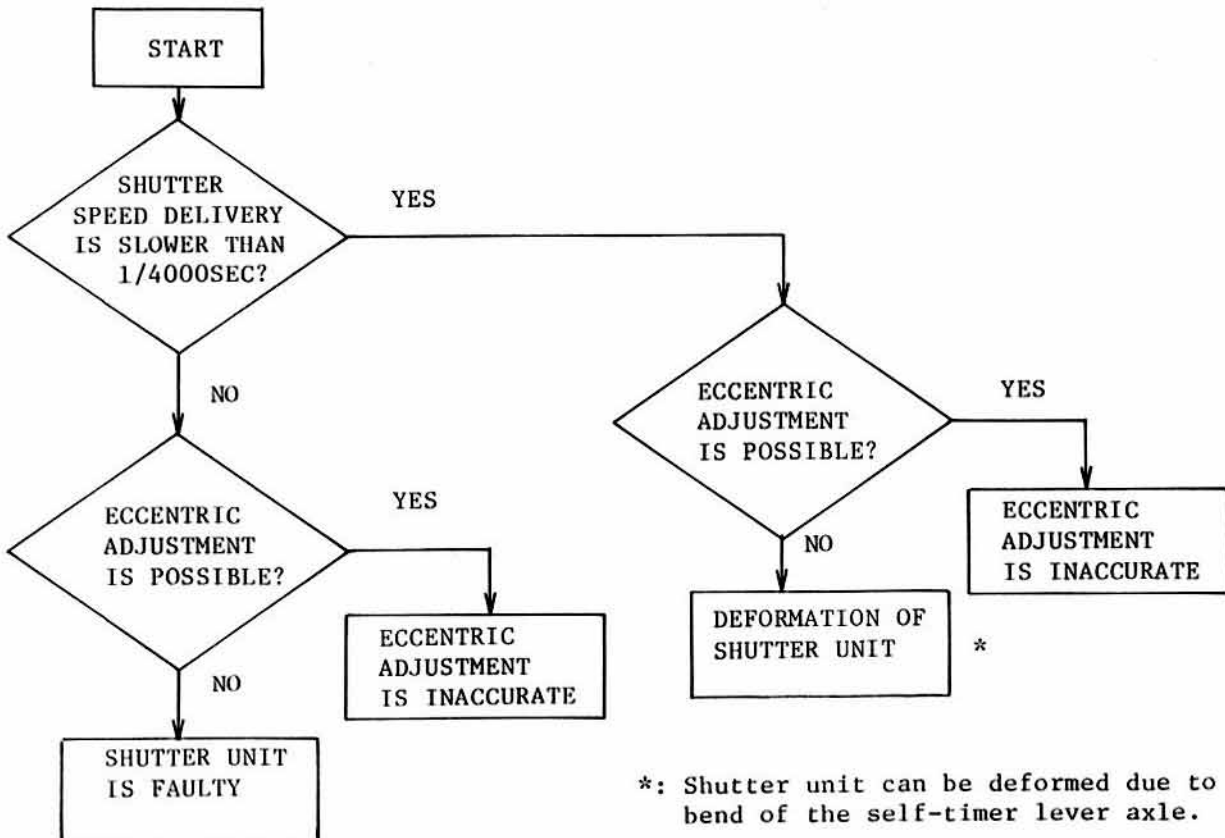 START
SHUTTER
SPEED DELIVERY
IS SLOWER THAN
1/4000SEC?
YES
NO
ECCENTRIC
ADJUSTMENT
IS POSSIBLE?
YES
ECCENTRIC
ADJUSTMENT
IS INACCURATE
NO
DEFORMATION OF
SHUTTER UNIT
*
ECCENTRIC
ADJUSTMENT
IS POSSIBLE?
YES
ECCENTRIC
ADJUSTMENT
IS INACCURATE
NO
SHUTTER UNIT
IS FAULTY
*: Shutter unit can be deformed due to
bend of the self-timer lever axle.